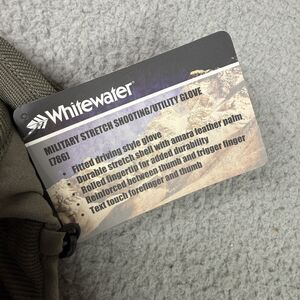 Whitewater®
MILITARY STRETCH SHOOTING/UTILITY GLOVE
[786]
• Fitted driving style glove
• Durable stretch shell with amara leather palm
• Rolled fingertip for added durability
• Reinforced between thumb and trigger finger
• Text touch forefinger and thumb